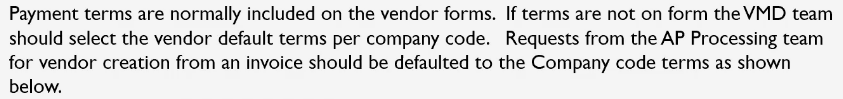 Payment terms are normally included on the vendor forms.  If terms are not on form the VMD team
should select the vendor default terms per company code.   Requests from the AP Processing team
for vendor creation from an invoice should be defaulted to the Company code terms as shown
below.